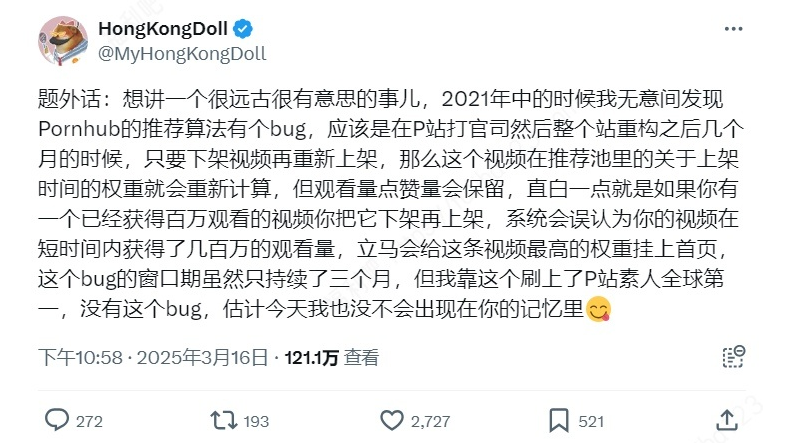 HongKongDoll
@MyHongKongDoll
题外话：想讲一个很远古很有意思的事儿，2021年中的时候我无意间发现
Pornhub的推荐算法有个bug，应该是在P站打官司然后整个站重构之后几个
月的时候，只要下架视频再重新上架，那么这个视频在推荐池里的关于上架
时间的权重就会重新计算，但观看量点赞量会保留，直白一点就是如果你有
一个已经获得百万观看的视频你把它下架再上架，系统会误认为你的视频在
短时间内获得了几百万的观看量，立马会给这条视频最高的权重挂上首页，
这个bug的窗口期虽然只持续了三个月，但我靠这个刷上了P站素人全球第
一，没有这个bug，估计今天我也没不会出现在你的记忆里😋
下午10:58 · 2025年3月16日 · 121.1万 查看
272 193 2,727 521